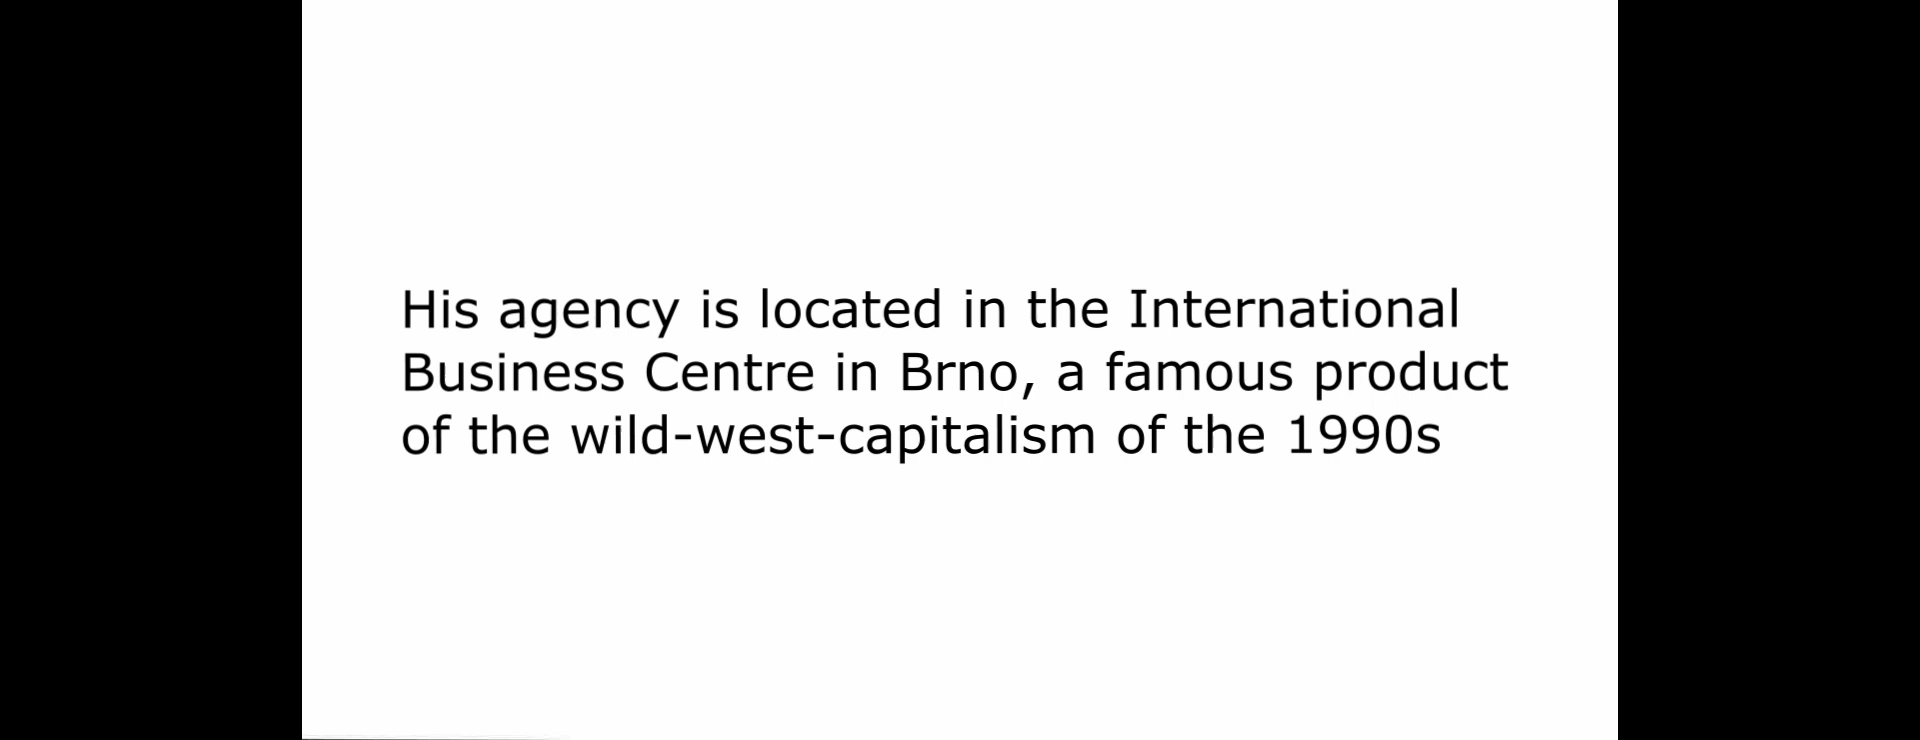 His agency is located in the International
Business Centre in Brno, a famous product
of the wild-west-capitalism of the 1990s